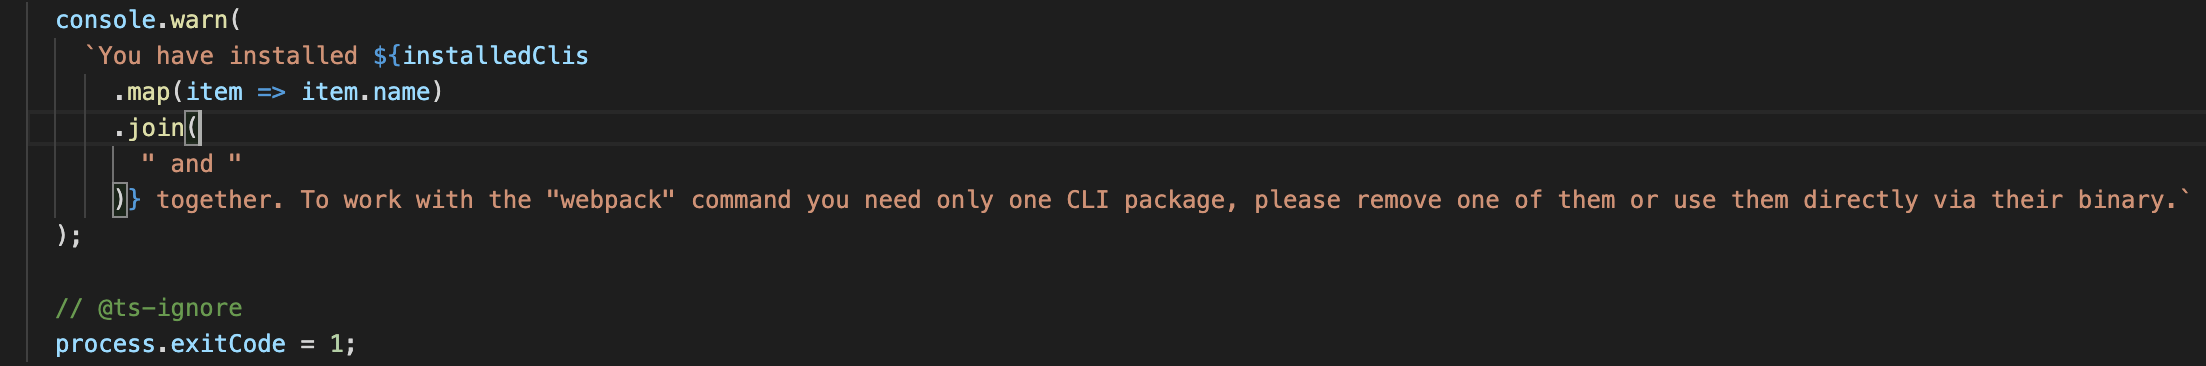 console.warn(
`You have installed ${installedClis
.map(item => item.name)
.join(
" and "
)} together. To work with the "webpack" command you need only one CLI package, please remove one of them or use them directly via their binary.`
);
// @ts-ignore
process.exitCode = 1;